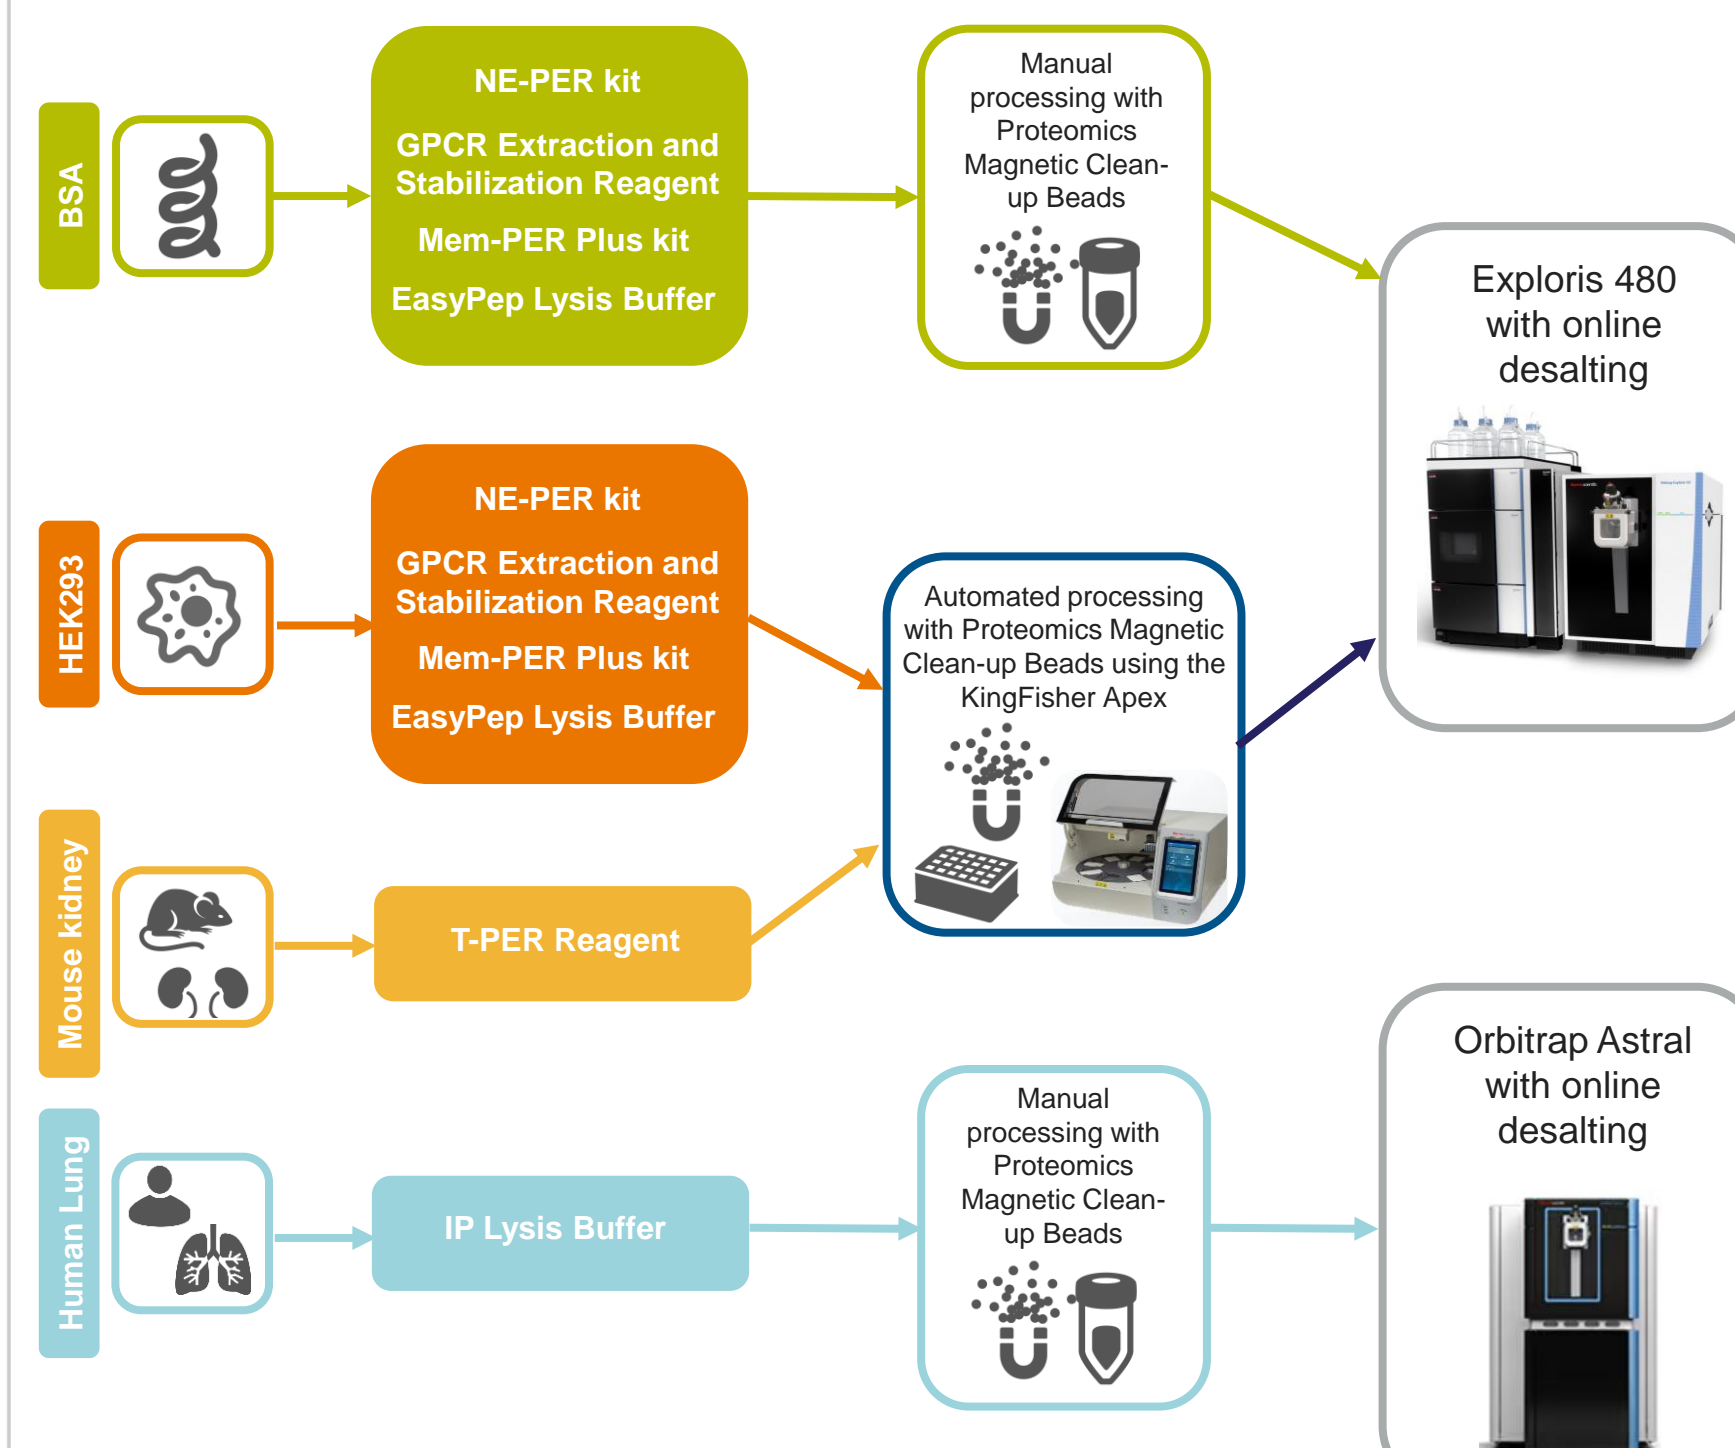 BSA
NE-PER kit
GPCR Extraction and
Stabilization Reagent
Mem-PER Plus kit
EasyPep Lysis Buffer
Manual
processing with
Proteomics
Magnetic Clean-
up Beads
Exploris 480
with online
desalting
HEK293
NE-PER kit
GPCR Extraction and
Stabilization Reagent
Mem-PER Plus kit
EasyPep Lysis Buffer
Automated processing
with Proteomics Magnetic
Clean-up Beads using the
KingFisher Apex
Mouse kidney
T-PER Reagent
Human Lung
IP Lysis Buffer
Manual
processing with
Proteomics
Magnetic Clean-
up Beads
Orbitrap Astral
with online
desalting